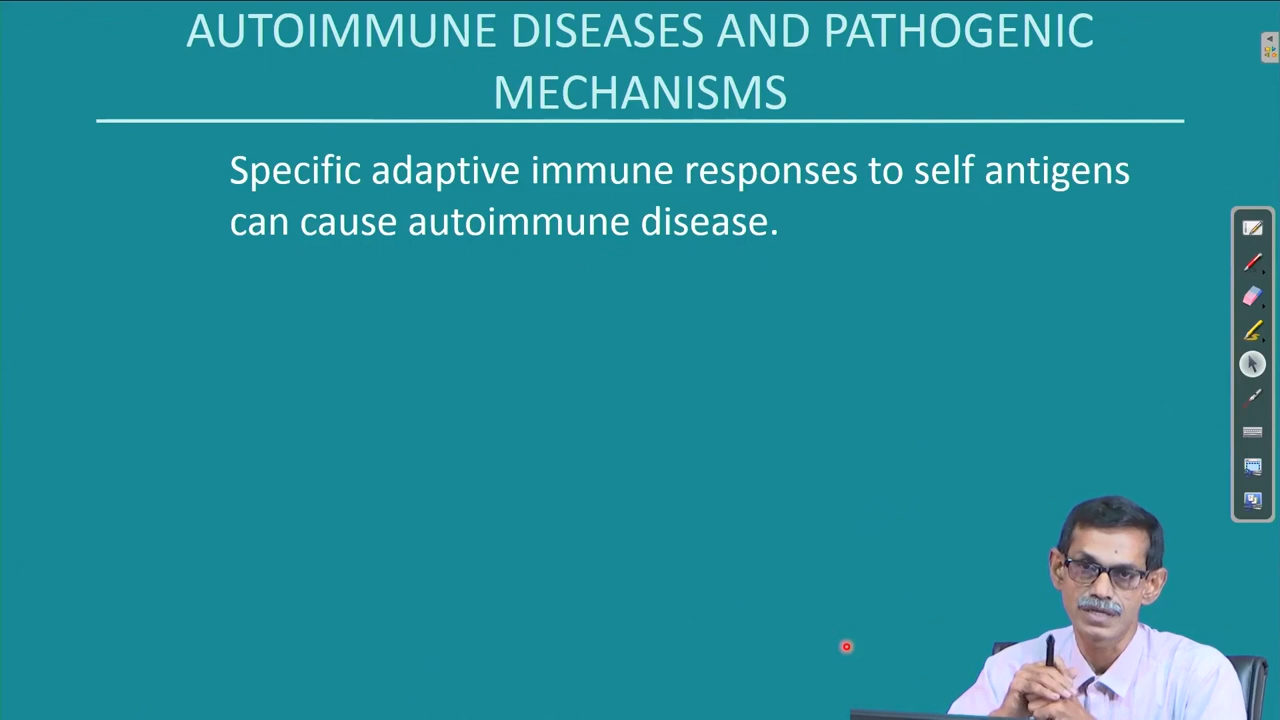 AUTOIMMUNE DISEASES AND PATHOGENIC
MECHANISMS
Specific adaptive immune responses to self antigens
can cause autoimmune disease.